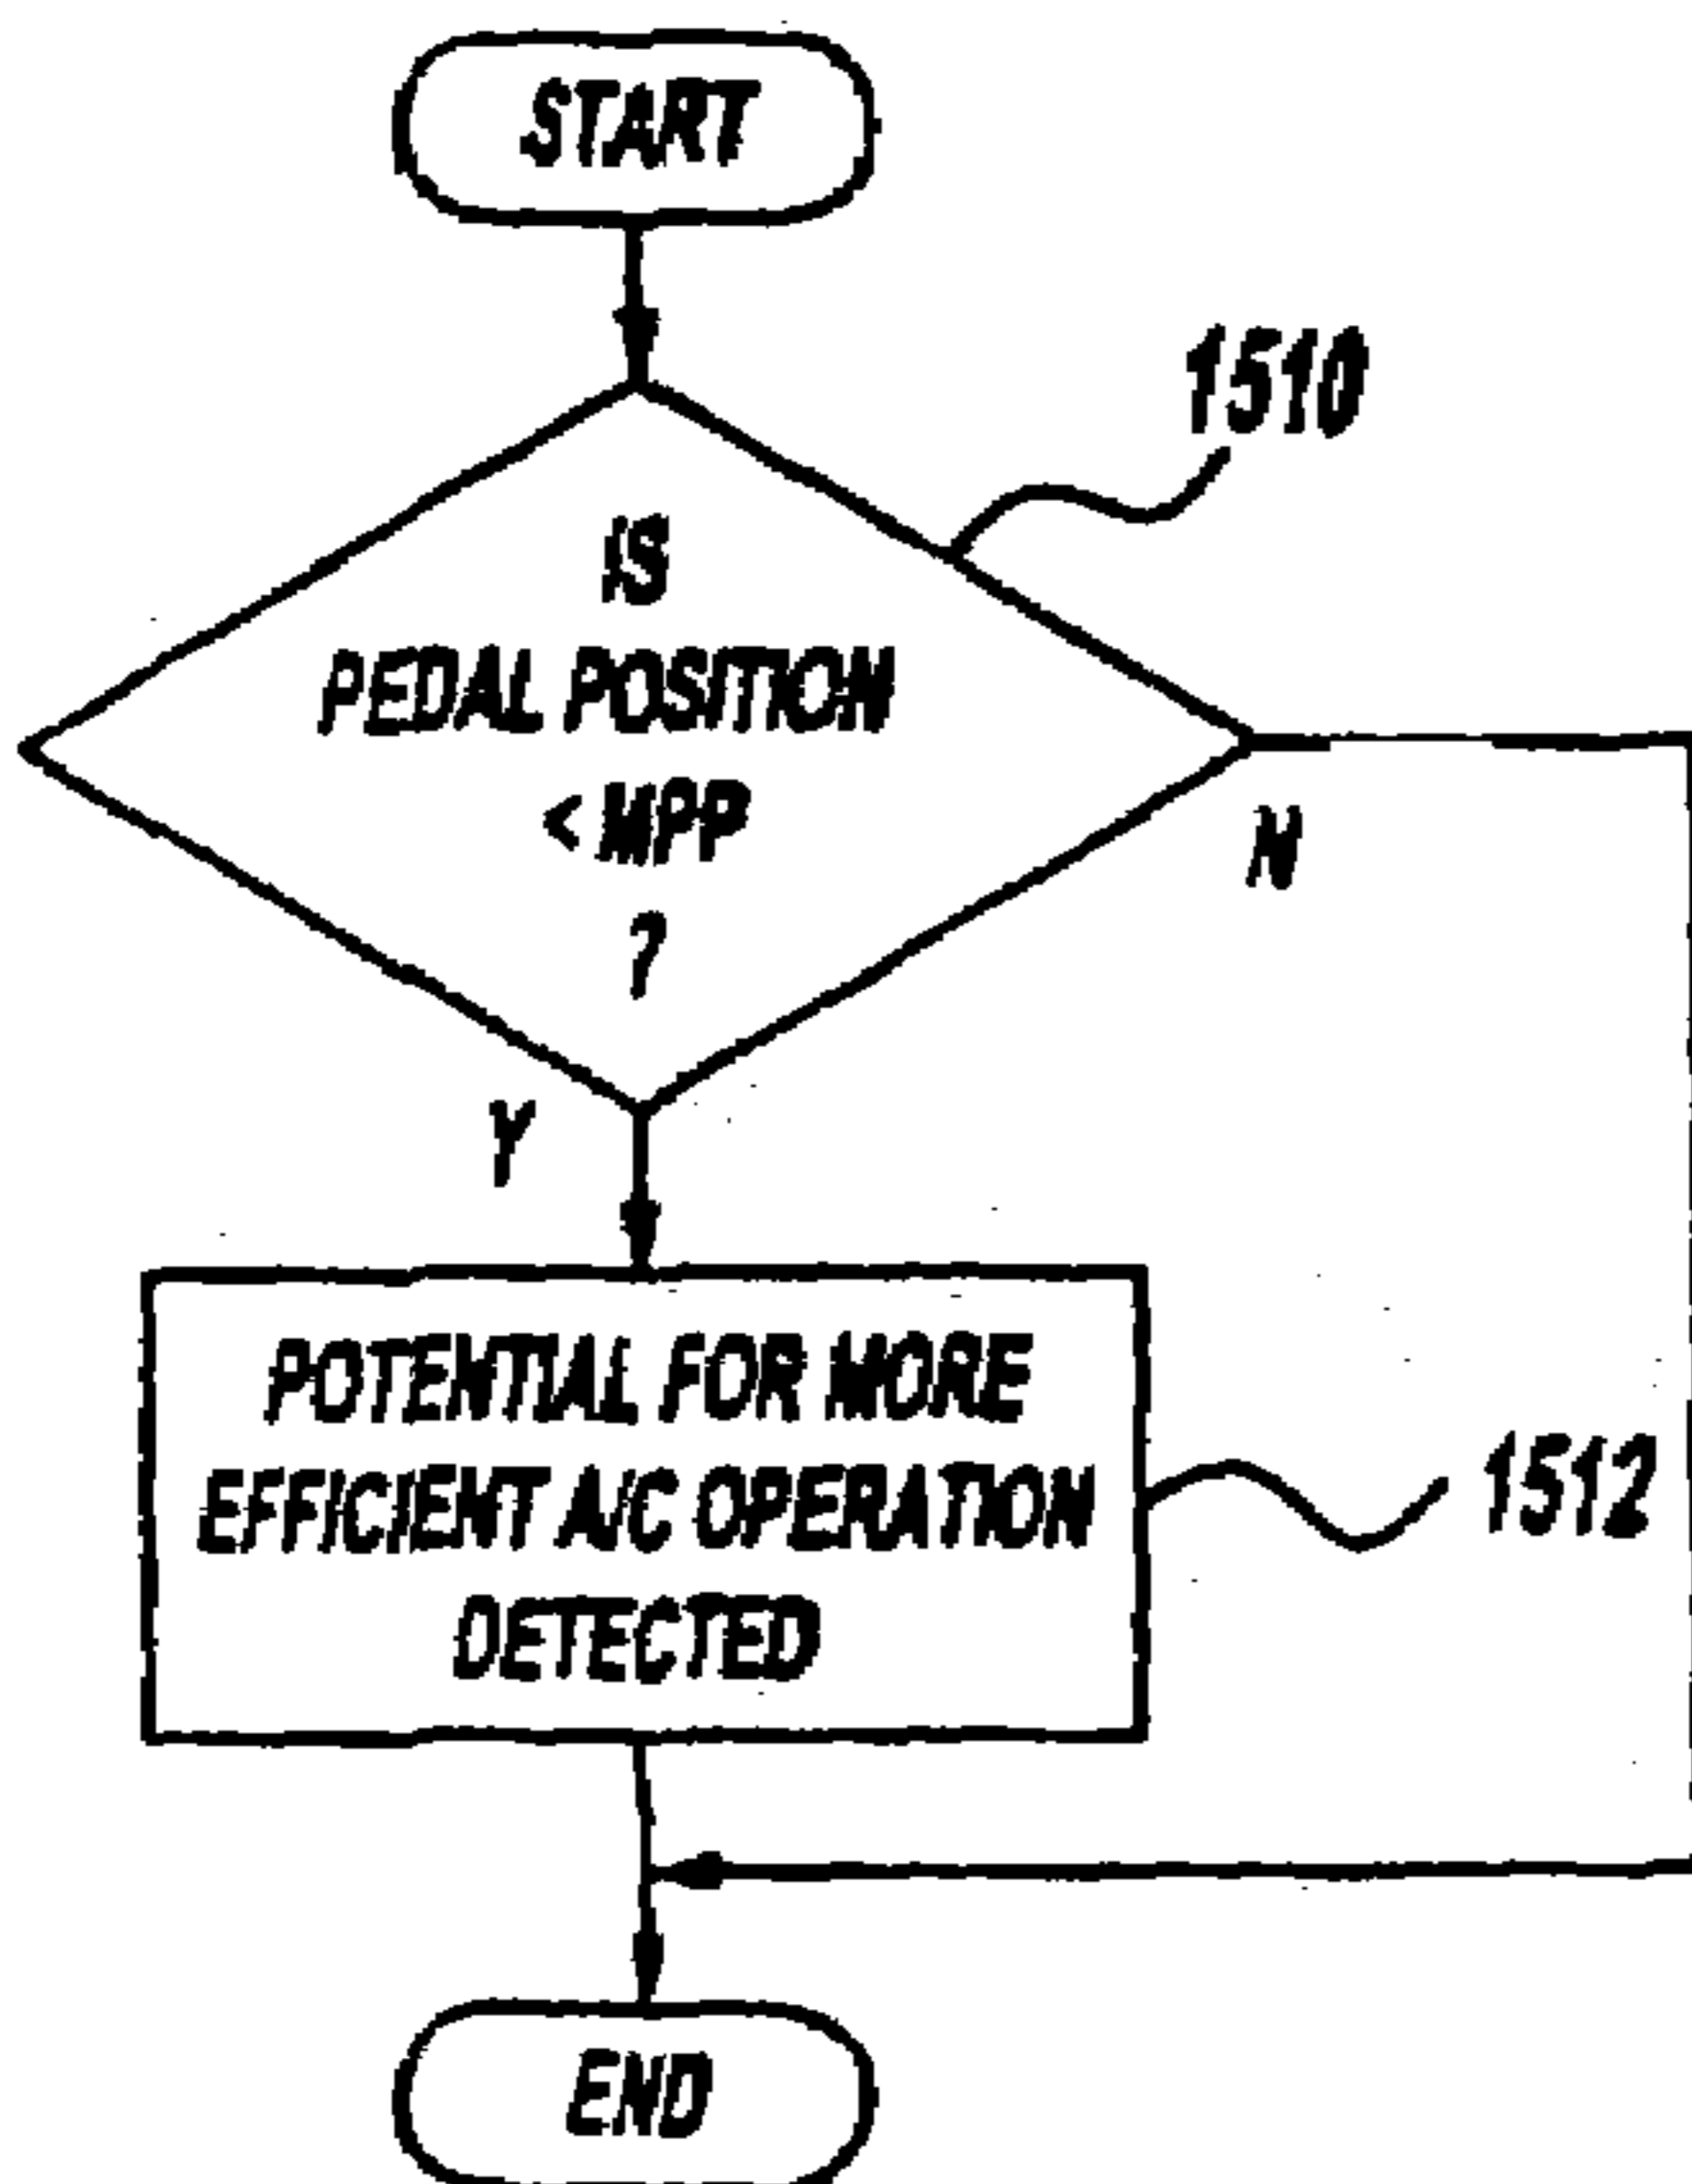 START
1510
IS
PEDAL POSITION
< MPP
?
N
Y
POTENTIAL FOR MORE
EFFICIENT A/C OPERATION
DETECTED
1512
END